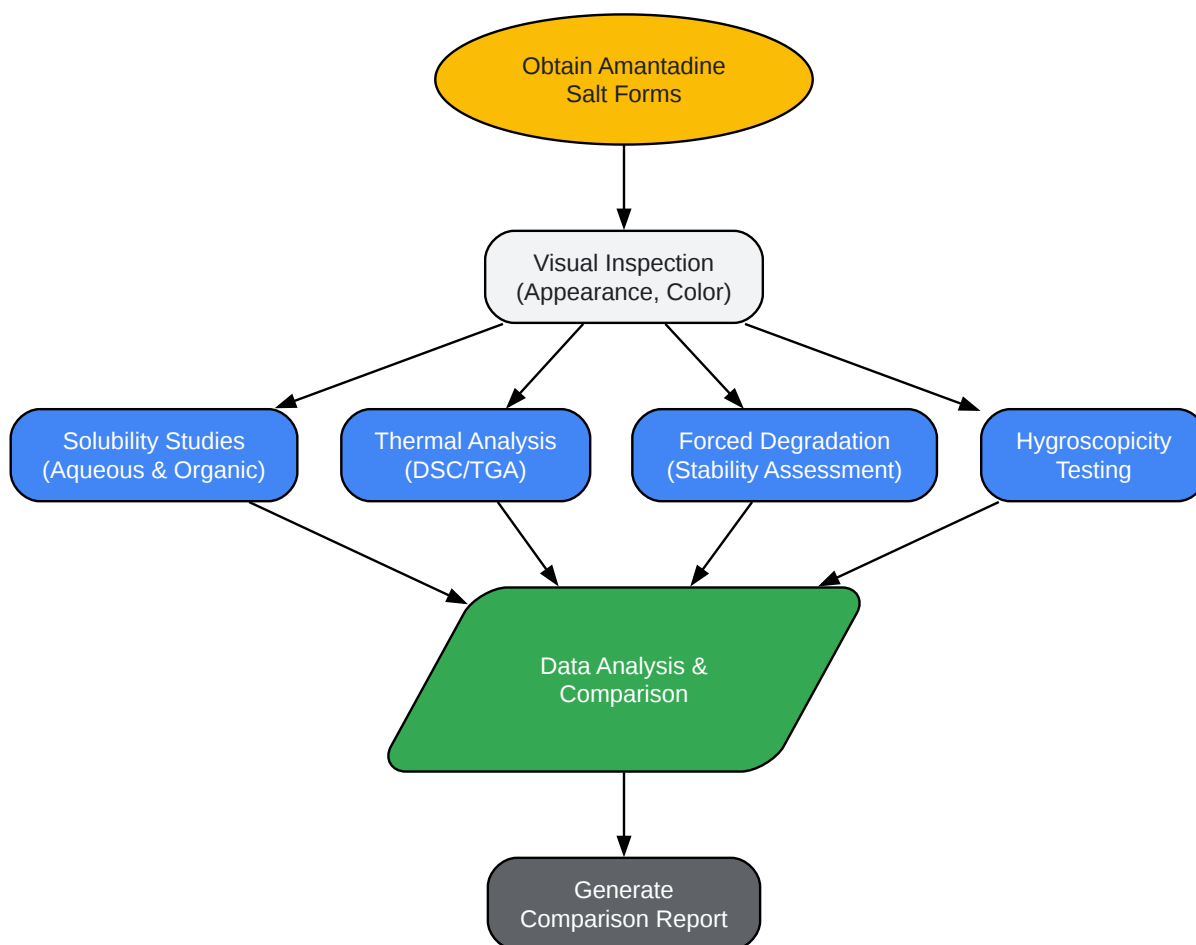 Obtain Amantadine
Salt Forms
Visual Inspection
(Appearance, Color)
Solubility Studies
(Aqueous & Organic)
Thermal Analysis
(DSC/TGA)
Forced Degradation
(Stability Assessment)
Hygroscopicity
Testing
Data Analysis &
Comparison
Generate
Comparison Report